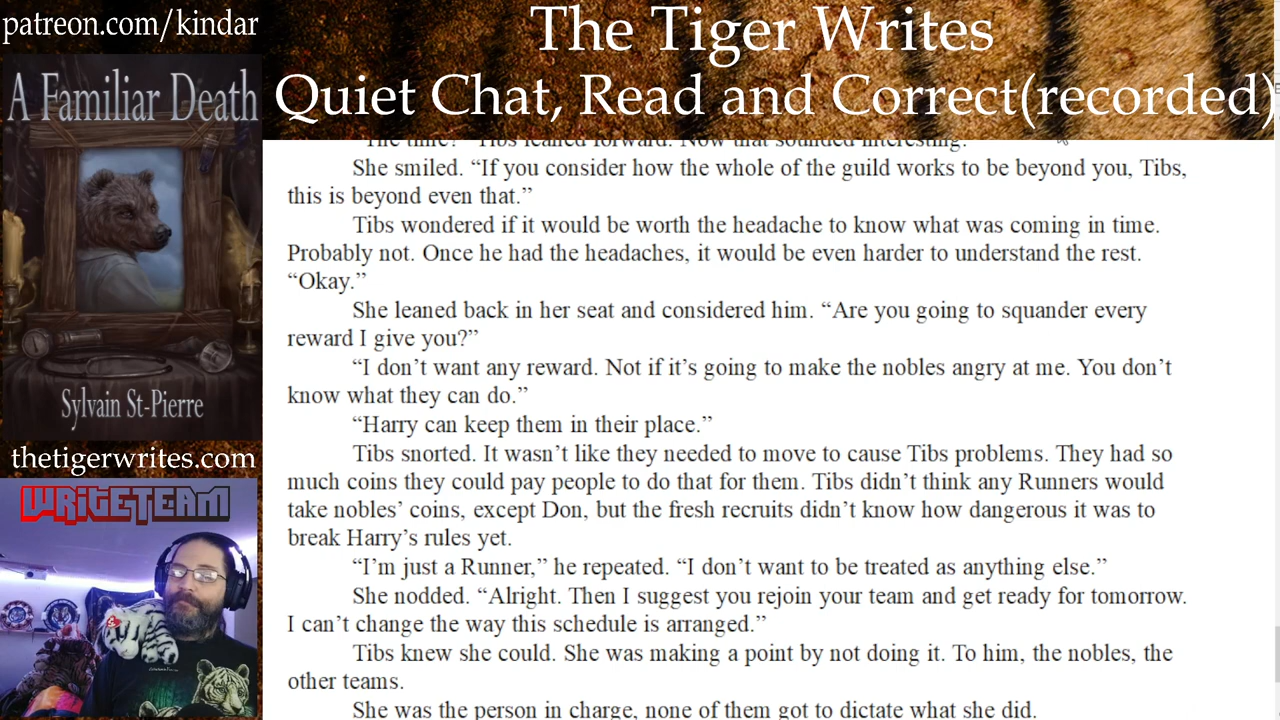 patreon.com/kindar
The Tiger Writes
Quiet Chat, Read and Correct(recorded)
A Familiar Death
Sylvain St-Pierre
thetigerwrites.com
WRITETEAM
"The time?" Tibs leaned forward. Now that sounded interesting.
She smiled. “If you consider how the whole of the guild works to be beyond you, Tibs,
this is beyond even that.”
Tibs wondered if it would be worth the headache to know what was coming in time.
Probably not. Once he had the headaches, it would be even harder to understand the rest.
“Okay.”
She leaned back in her seat and considered him. “Are you going to squander every
reward I give you?”
“I don’t want any reward. Not if it’s going to make the nobles angry at me. You don’t
know what they can do.”
“Harry can keep them in their place.”
Tibs snorted. It wasn’t like they needed to move to cause Tibs problems. They had so
much coins they could pay people to do that for them. Tibs didn’t think any Runners would
take nobles’ coins, except Don, but the fresh recruits didn’t know how dangerous it was to
break Harry’s rules yet.
“I’m just a Runner,” he repeated. “I don’t want to be treated as anything else.”
She nodded. “Alright. Then I suggest you rejoin your team and get ready for tomorrow.
I can’t change the way this schedule is arranged.”
Tibs knew she could. She was making a point by not doing it. To him, the nobles, the
other teams.
She was the person in charge, none of them got to dictate what she did.